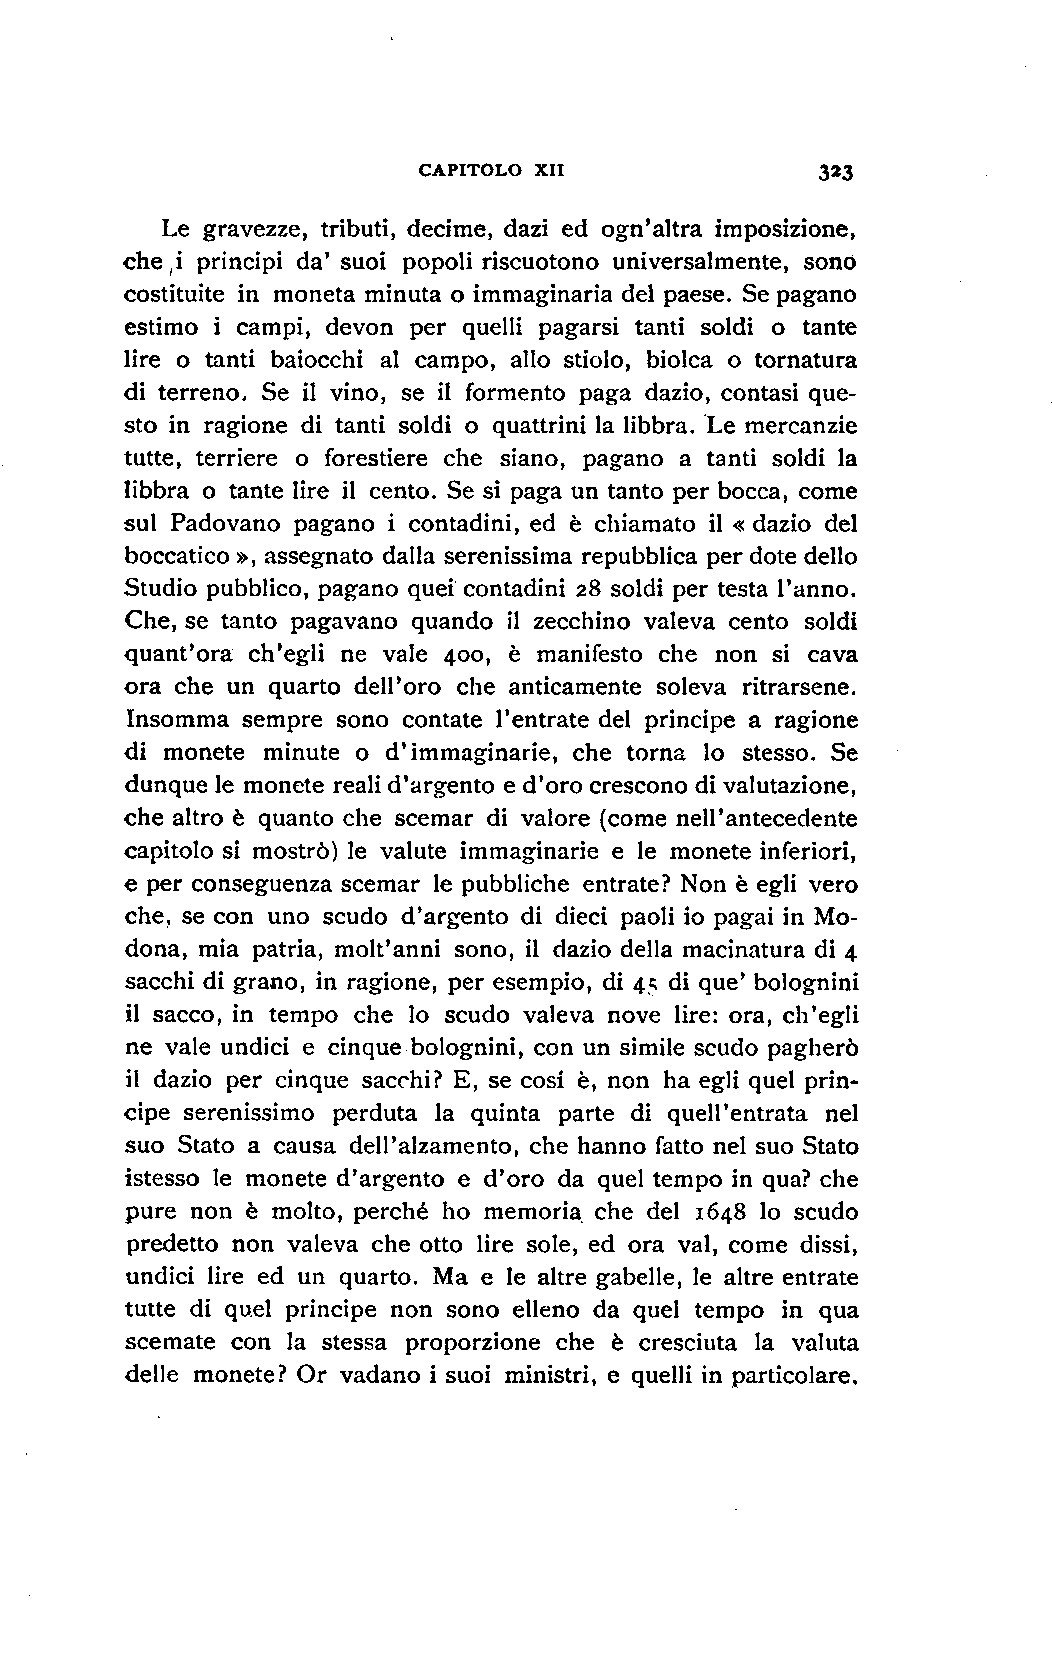 CAPITOLO XII 323
Le gravezze, tributi, decime, dazi ed ogn'altra imposizione,
che i principi da' suoi popoli riscuotono universalmente, sono
costituite in moneta minuta o immaginaria del paese. Se pagano
estimo i campi, devon per quelli pagarsi tanti soldi o tante
lire o tanti baiocchi al campo, allo stiolo, biolca o tornatura
di terreno. Se il vino, se il formento paga dazio, contasi que-
sto in ragione di tanti soldi o quattrini la libbra. Le mercanzie
tutte, terriere o forestiere che siano, pagano a tanti soldi la
libbra o tante lire il cento. Se si paga un tanto per bocca, come
sul Padovano pagano i contadini, ed è chiamato il « dazio del
boccatico », assegnato dalla serenissima repubblica per dote dello
Studio pubblico, pagano quei contadini 28 soldi per testa l'anno.
Che, se tanto pagavano quando il zecchino valeva cento soldi
quant'ora ch'egli ne vale 400, è manifesto che non si cava
ora che un quarto dell'oro che anticamente soleva ritrarsene.
Insomma sempre sono contate l'entrate del principe a ragione
di monete minute o d'immaginarie, che torna lo stesso. Se
dunque le monete reali d'argento e d'oro crescono di valutazione,
che altro è quanto che scemar di valore (come nell'antecedente
capitolo si mostrò) le valute immaginarie e le monete inferiori,
e per conseguenza scemar le pubbliche entrate? Non è egli vero
che, se con uno scudo d'argento di dieci paoli io pagai in Mo-
dona, mia patria, molt'anni sono, il dazio della macinatura di 4
sacchi di grano, in ragione, per esempio, di 45 di que' bolognini
il sacco, in tempo che lo scudo valeva nove lire: ora, ch'egli
ne vale undici e cinque bolognini, con un simile scudo pagherò
il dazio per cinque sacchi? E, se così è, non ha egli quel prin-
cipe serenissimo perduta la quinta parte di quell'entrata nel
suo Stato a causa dell'alzamento, che hanno fatto nel suo Stato
istesso le monete d'argento e d'oro da quel tempo in qua? che
pure non è molto, perché ho memoria che del 1648 lo scudo
predetto non valeva che otto lire sole, ed ora val, come dissi,
undici lire ed un quarto. Ma e le altre gabelle, le altre entrate
tutte di quel principe non sono elleno da quel tempo in qua
scemate con la stessa proporzione che è cresciuta la valuta
delle monete? Or vadano i suoi ministri, e quelli in particolare,